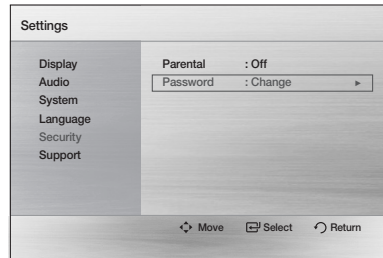 Settings
Display
Audio
System
Language
Security
Support
Parental : Off
Password : Change ►
Move Select Return